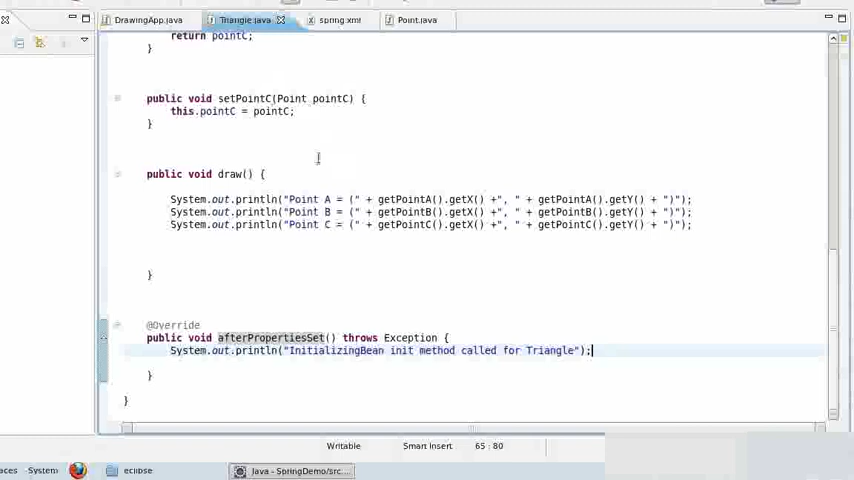 DrawingApp.java Triangle.java spring.xml Point.java
return pointC;
}
public void setPointC(Point pointC) {
this.pointC = pointC;
}
public void draw() {
System.out.println("Point A = (" + getPointA().getX() +", " + getPointA().getY() + ")");
System.out.println("Point B = (" + getPointB().getX() +", " + getPointB().getY() + ")");
System.out.println("Point C = (" + getPointC().getX() +", " + getPointC().getY() + ")");
}
@Override
public void afterPropertiesSet() throws Exception {
System.out.println("InitializingBean init method called for Triangle");
}
}
Writable Smart Insert 65 : 80
aces System eclipse Java - SpringDemo/src...